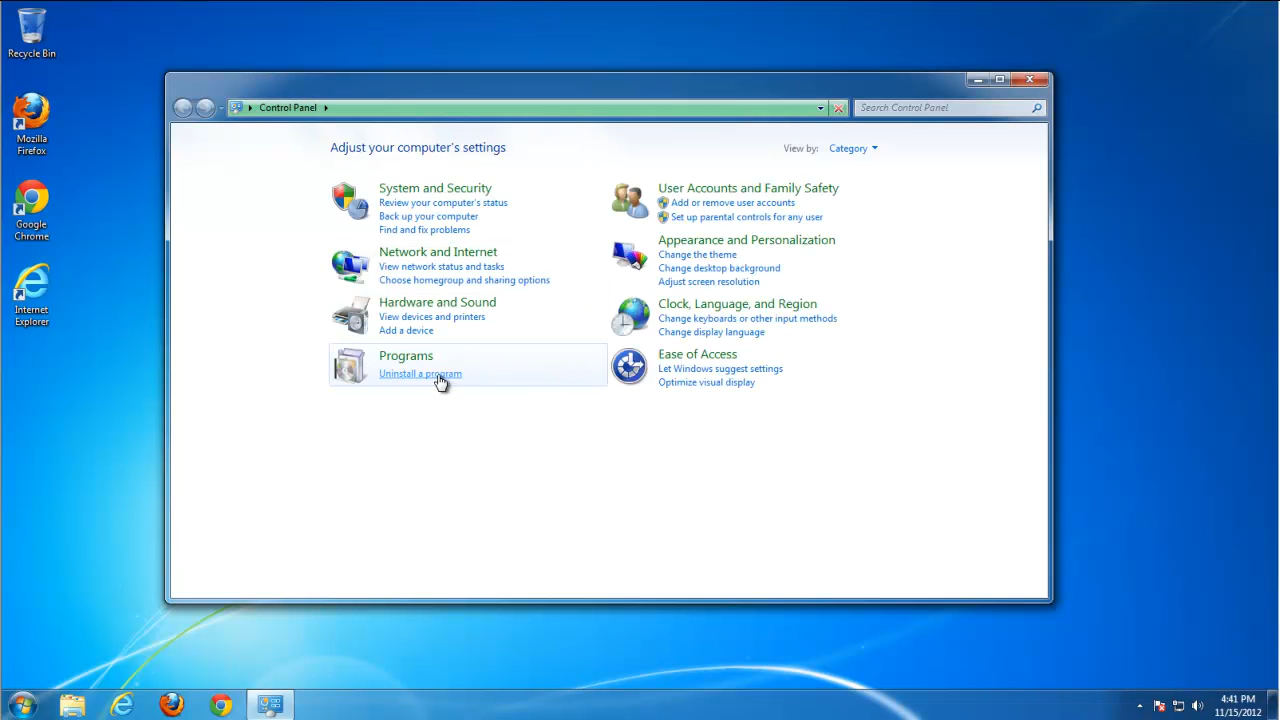 Recycle Bin
Mozilla
Firefox
Google
Chrome
Internet
Explorer
Control Panel
Search Control Panel
Adjust your computer's settings
View by: Category
System and Security
Review your computer's status
Back up your computer
Find and fix problems
Network and Internet
View network status and tasks
Choose homegroup and sharing options
Hardware and Sound
View devices and printers
Add a device
Programs
Uninstall a program
User Accounts and Family Safety
Add or remove user accounts
Set up parental controls for any user
Appearance and Personalization
Change the theme
Change desktop background
Adjust screen resolution
Clock, Language, and Region
Change keyboards or other input methods
Change display language
Ease of Access
Let Windows suggest settings
Optimize visual display
4:41 PM
11/15/2012